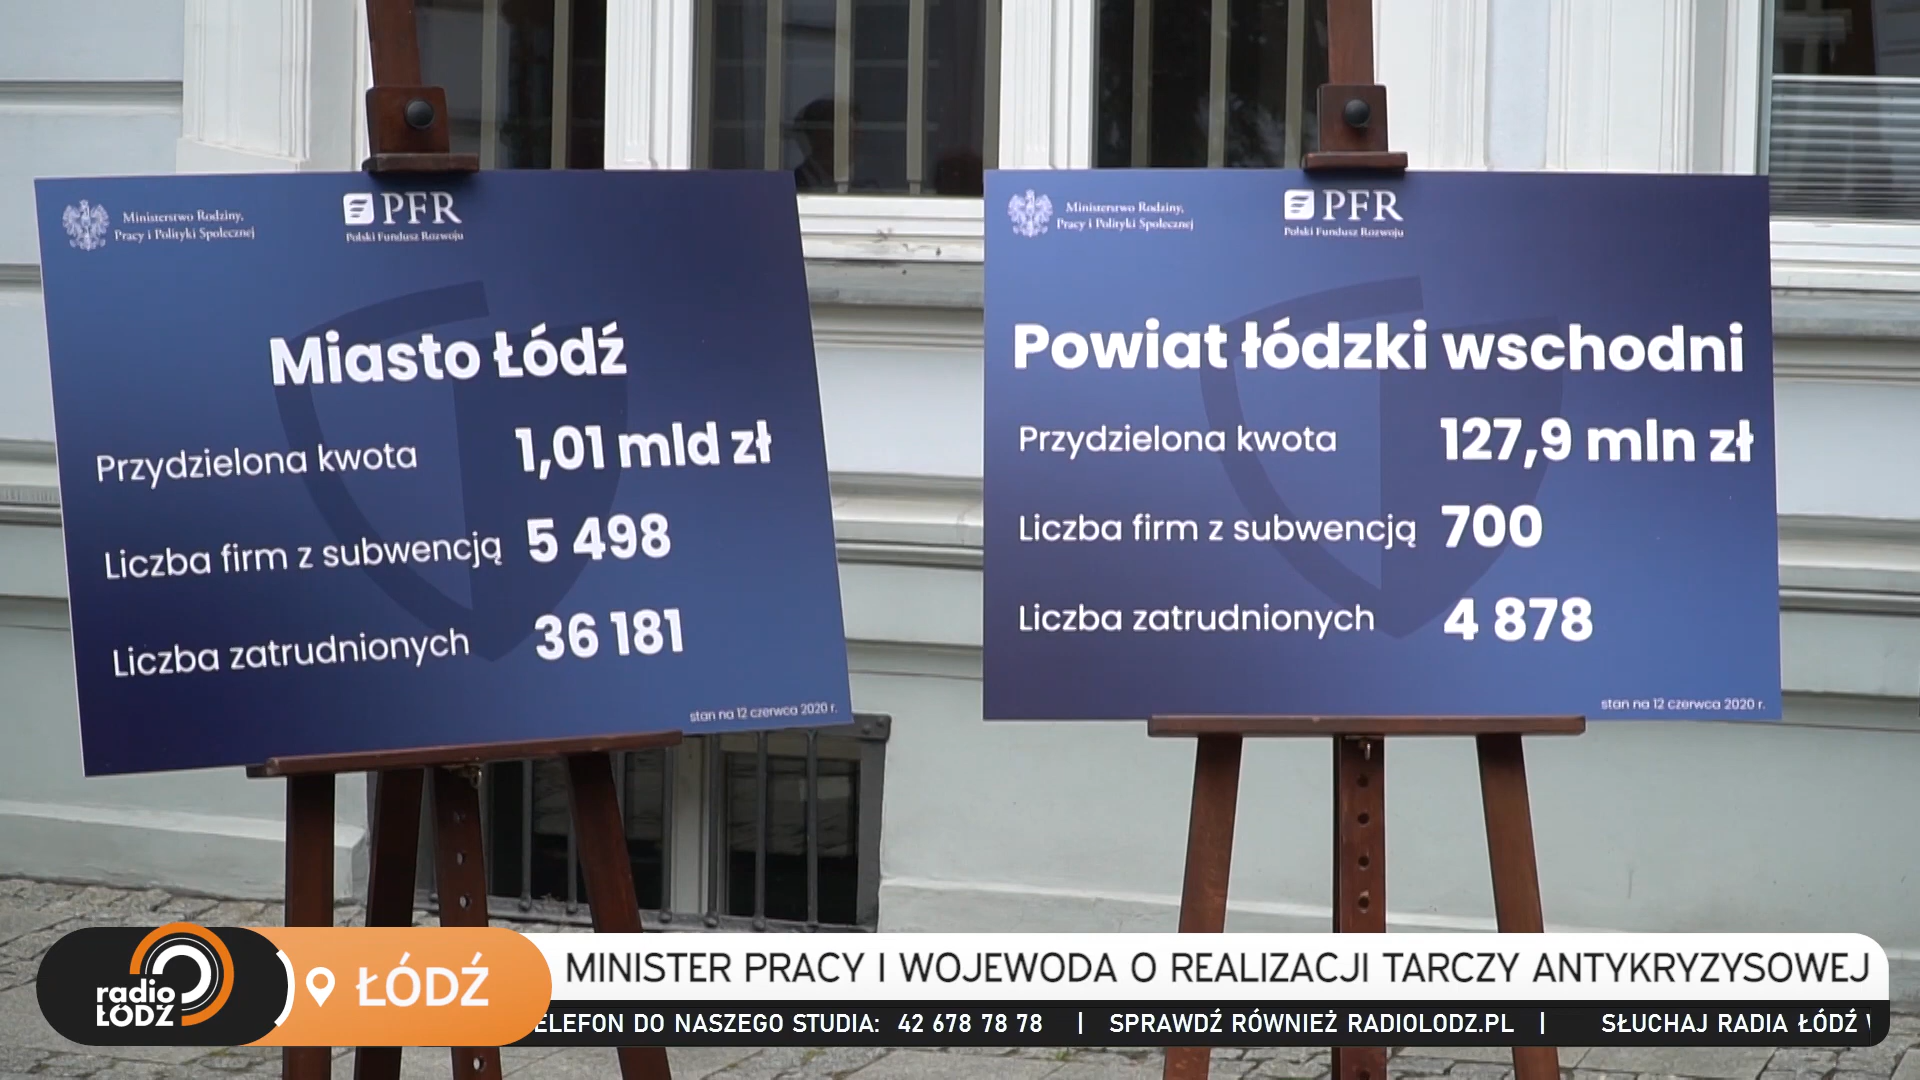 Ministerstwo Rodziny,
Pracy i Polityki Społecznej
PFR
Polski Fundusz Rozwoju
Miasto Łódź
Przydzielona kwota 1,01 mld zł
Liczba firm z subwencją 5 498
Liczba zatrudnionych 36 181
stan na 12 czerwca 2020 r.
Ministerstwo Rodziny,
Pracy i Polityki Społecznej
PFR
Polski Fundusz Rozwoju
Powiat łódzki wschodni
Przydzielona kwota 127,9 mln zł
Liczba firm z subwencją 700
Liczba zatrudnionych 4 878
stan na 12 czerwca 2020 r.
radio
ŁÓDŹ
ŁÓDŹ
MINISTER PRACY I WOJEWODA O REALIZACJI TARCZY ANTYKRYZYSOWEJ
ELEFON DO NASZEGO STUDIA: 42 678 78 78 | SPRAWDŹ RÓWNIEŻ RADIOLODZ.PL | SŁUCHAJ RADIA ŁÓDŹ